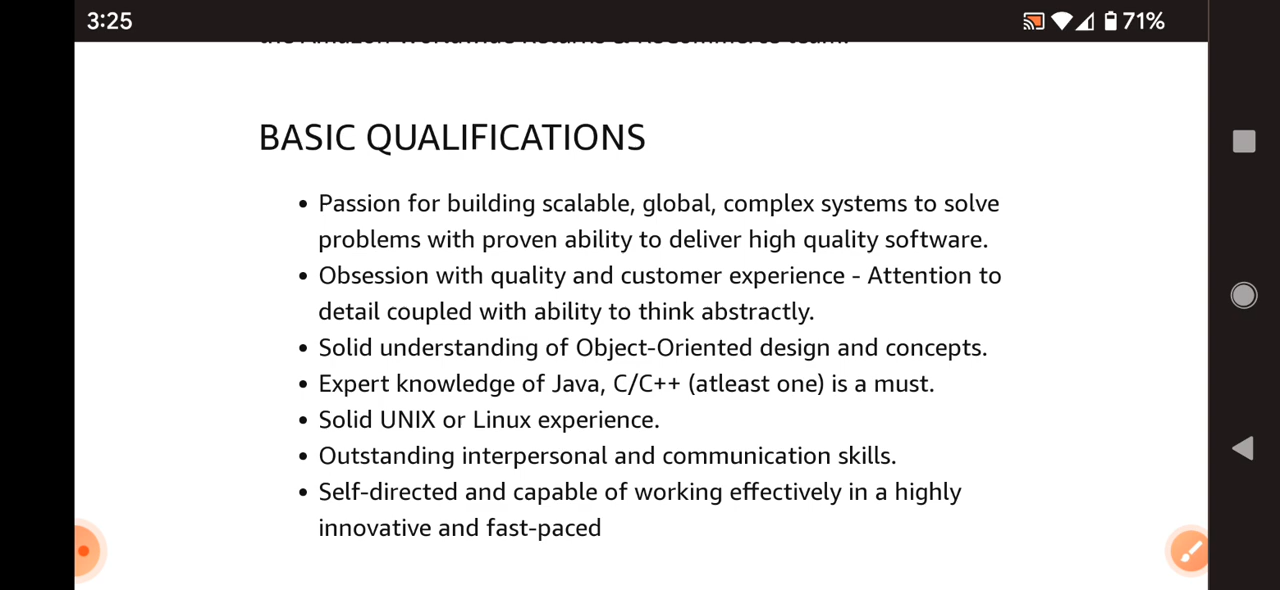 3:25
71%
BASIC QUALIFICATIONS
• Passion for building scalable, global, complex systems to solve
problems with proven ability to deliver high quality software.
• Obsession with quality and customer experience - Attention to
detail coupled with ability to think abstractly.
• Solid understanding of Object-Oriented design and concepts.
• Expert knowledge of Java, C/C++ (atleast one) is a must.
• Solid UNIX or Linux experience.
• Outstanding interpersonal and communication skills.
• Self-directed and capable of working effectively in a highly
innovative and fast-paced